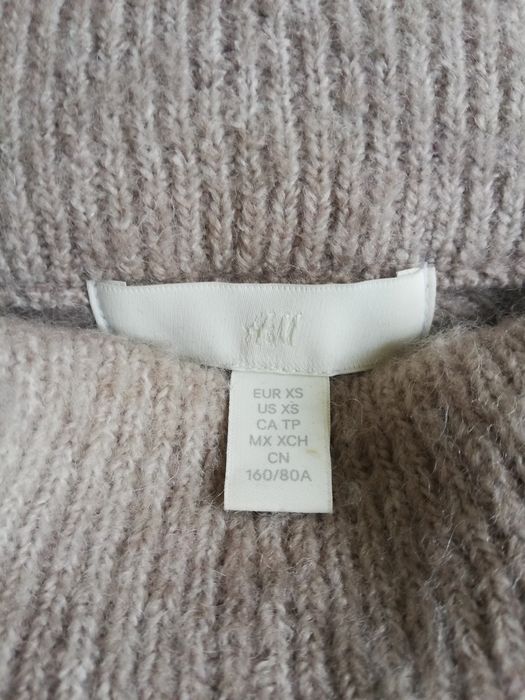 H&M
EUR XS
US XS
CA TP
MX XCH
CN
160/80A